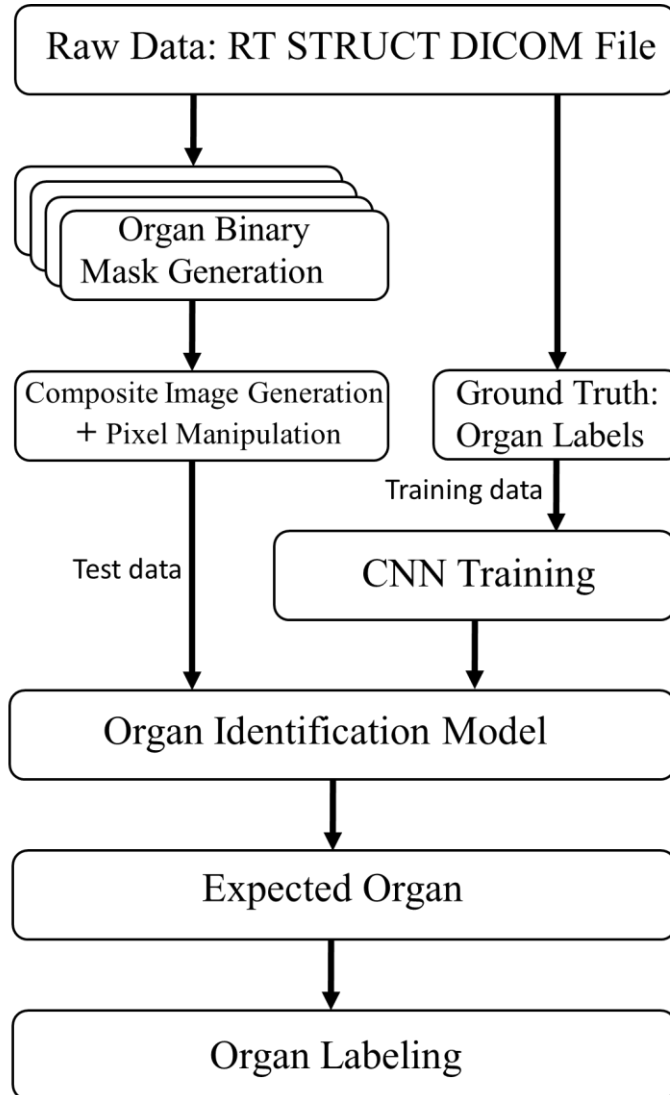 Raw Data: RT STRUCT DICOM File
Organ Binary
Mask Generation
Composite Image Generation
+ Pixel Manipulation
Ground Truth:
Organ Labels
Training data
Test data
CNN Training
Organ Identification Model
Expected Organ
Organ Labeling